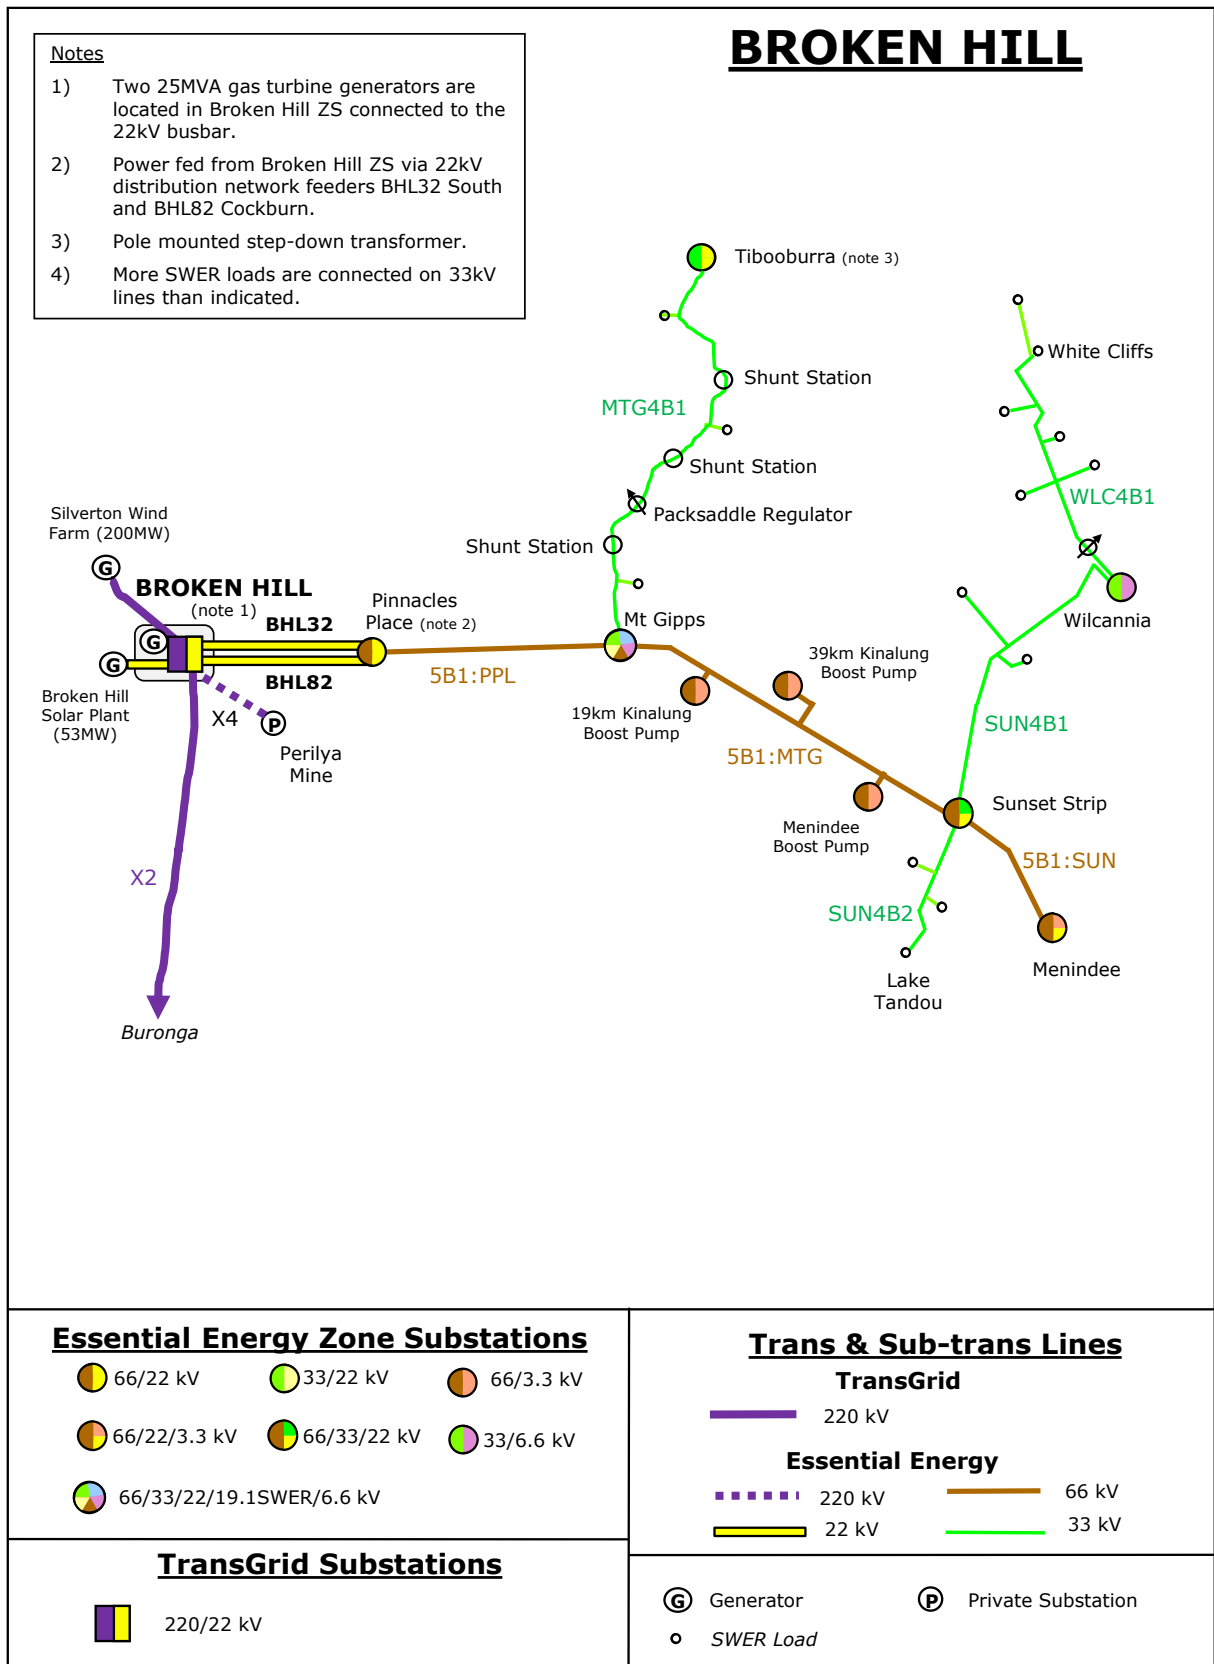 BROKEN HILL
Notes
1) Two 25MVA gas turbine generators are
located in Broken Hill ZS connected to the
22kV busbar.
2) Power fed from Broken Hill ZS via 22kV
distribution network feeders BHL32 South
and BHL82 Cockburn.
3) Pole mounted step-down transformer.
4) More SWER loads are connected on 33kV
lines than indicated.
Tibooburra (note 3)
White Cliffs
Shunt Station
MTG4B1
Shunt Station
WLC4B1
Packsaddle Regulator
Silverton Wind
Farm (200MW)
Shunt Station
G
BROKEN HILL
(note 1)
Pinnacles
Place (note 2)
Mt Gipps
Wilcannia
BHL32
G
G
BHL82
5B1:PPL
39km Kinalung
Boost Pump
Broken Hill
Solar Plant
(53MW)
X4
P
Perilya
Mine
19km Kinalung
Boost Pump
SUN4B1
5B1:MTG
Sunset Strip
Menindee
Boost Pump
5B1:SUN
X2
SUN4B2
Lake
Tandou
Menindee
Buronga
Essential Energy Zone Substations
66/22 kV
33/22 kV
66/3.3 kV
66/22/3.3 kV
66/33/22 kV
33/6.6 kV
66/33/22/19.1SWER/6.6 kV
TransGrid Substations
220/22 kV
Trans & Sub-trans Lines
TransGrid
220 kV
Essential Energy
220 kV
66 kV
22 kV
33 kV
G Generator
P Private Substation
SWER Load